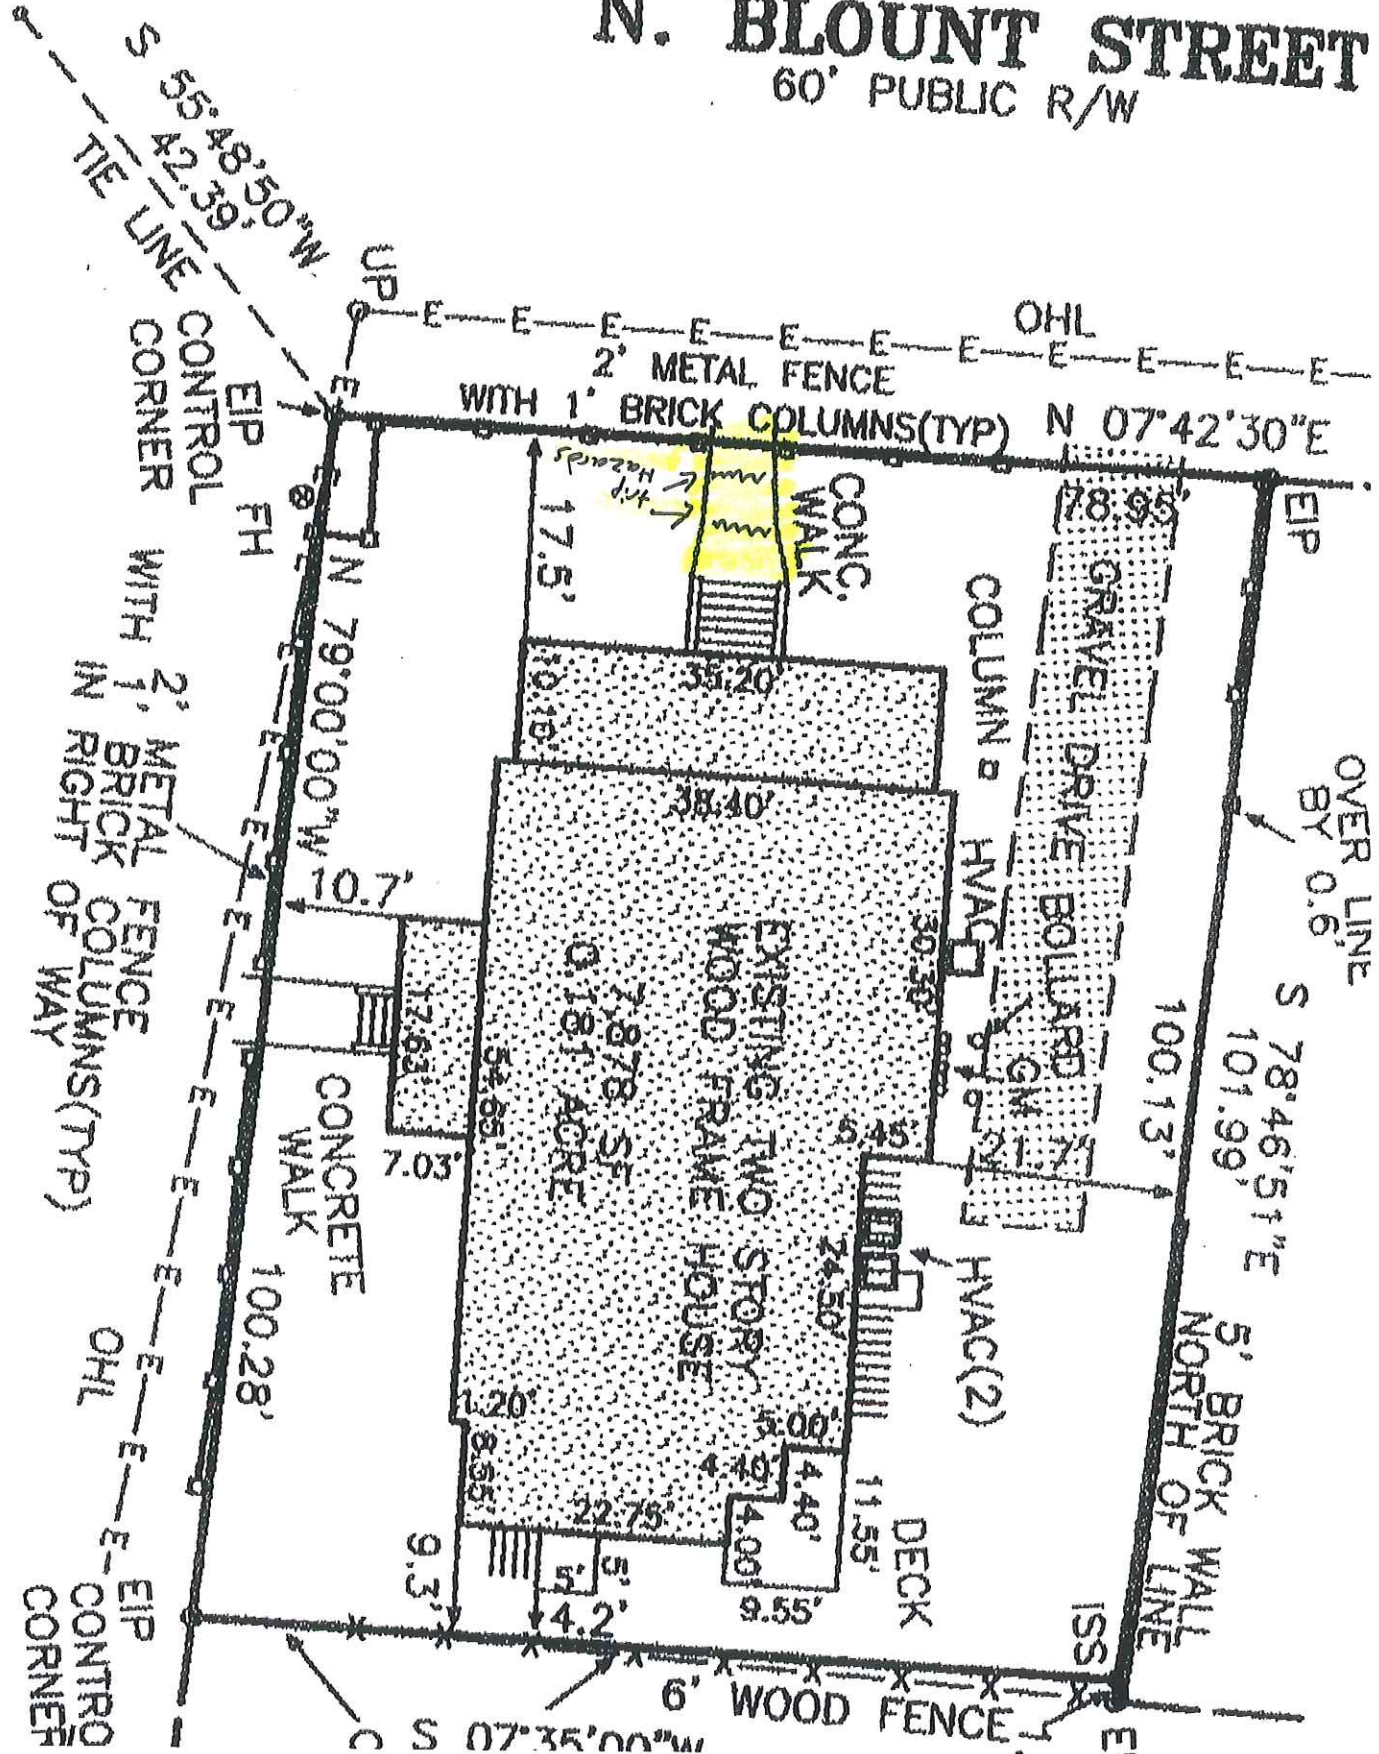 N. BLOUNT STREET
60' PUBLIC R/W
S 55°48'50"W
42.39'
TIE LINE
CONTROL
CORNER
EIP
FH
UP
OHL
E E E E E E E E E E E
E
2' METAL FENCE
WITH 1' BRICK COLUMNS(TYP)
N 07°42'30"E
78.95'
EIP
CONC.
WALK
trip
Hazards
17.5'
COLUMN
GRAVEL DRIVE
BOLLARD
10.10'
35.20'
38.40'
HVAC
GM
30.30'
OVER LINE
BY 0.6'
S 78°46'51"E
101.99'
100.13'
5' BRICK WALL
NORTH OF LINE
N 79°00'00"W
10.7'
2' METAL FENCE
WITH 1' BRICK COLUMNS(TYP)
IN RIGHT OF WAY
EXISTING TWO STORY
WOOD FRAME HOUSE
7,878 SF
0.181 ACRE
17.63'
54.65'
7.03'
5.45'
21.7'
CONCRETE
WALK
HVAC(2)
24.50'
100.28'
OHL
1.20'
8.55'
22.75'
5.00'
4.40'
4.40'
4.00'
11.55'
DECK
9.55'
9.3'
5'
5'
4.2'
ISS
EIP
CONTRO
CORNER
6' WOOD FENCE
S 07°35'00"W